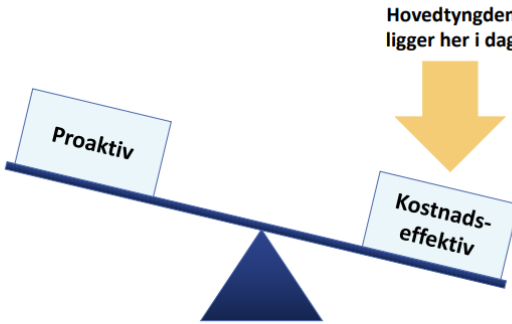 Hovedtyngden
ligger her i dag
Proaktiv
Kostnads-
effektiv